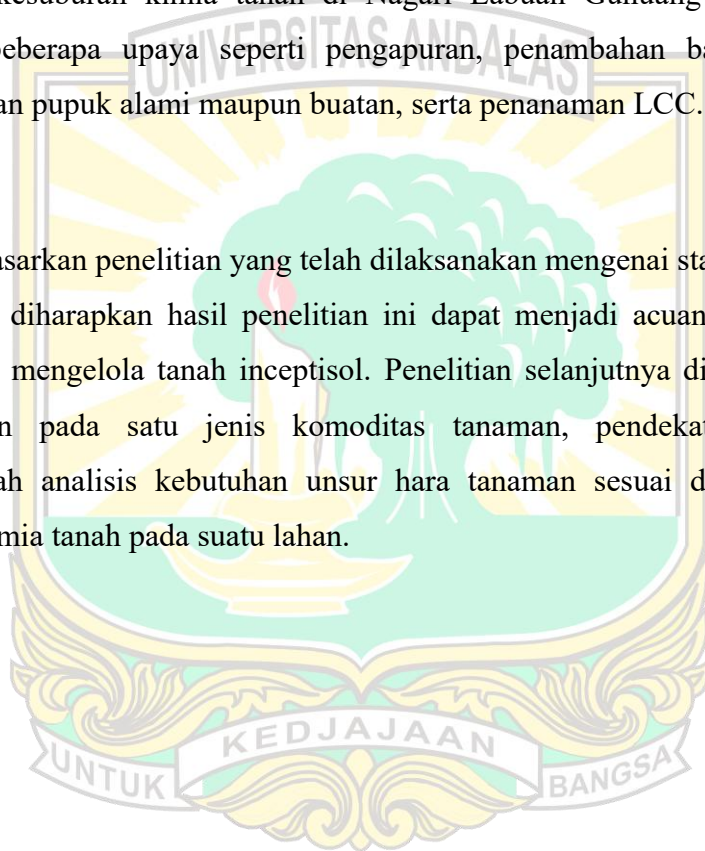 kesuburan kimia tanah di Nagari Labuah Gunuang
beberapa upaya seperti pengapuran, penambahan ba
an pupuk alami maupun buatan, serta penanaman LCC.
asarkan penelitian yang telah dilaksanakan mengenai sta
diharapkan hasil penelitian ini dapat menjadi acuan
mengelola tanah inceptisol. Penelitian selanjutnya di
n pada satu jenis komoditas tanaman, pendekat
ah analisis kebutuhan unsur hara tanaman sesuai d
mia tanah pada suatu lahan.
UNIVERSITAS ANDALAS
UNTUK KEDJAJAAN BANGSA